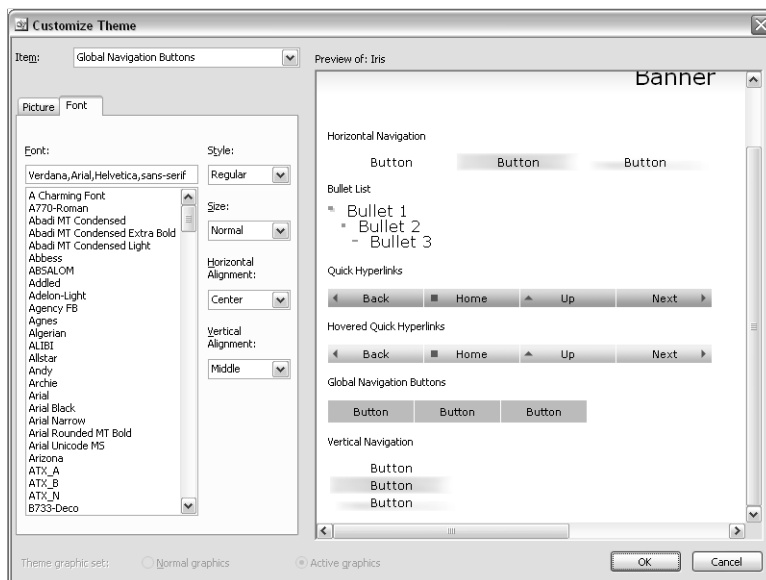 Customize Theme
Item: Global Navigation Buttons
Preview of: Iris
Picture Font
Font:
Verdana,Arial,Helvetica,sans-serif
A Charming Font
A770-Roman
Abadi MT Condensed
Abadi MT Condensed Extra Bold
Abadi MT Condensed Light
Abbess
ABSALOM
Addled
Adelon-Light
Agency FB
Agnes
Algerian
ALIBI
Allstar
Andy
Archie
Arial
Arial Black
Arial Narrow
Arial Rounded MT Bold
Arial Unicode MS
Arizona
ATX_A
ATX_B
ATX_N
B733-Deco
Style:
Regular
Size:
Normal
Horizontal
Alignment:
Center
Vertical
Alignment:
Middle
Banner
Horizontal Navigation
Button Button Button
Bullet List
Bullet 1
Bullet 2
Bullet 3
Quick Hyperlinks
Back Home Up Next
Hovered Quick Hyperlinks
Back Home Up Next
Global Navigation Buttons
Button Button Button
Vertical Navigation
Button
Button
Button
Theme graphic set: Normal graphics Active graphics
OK Cancel